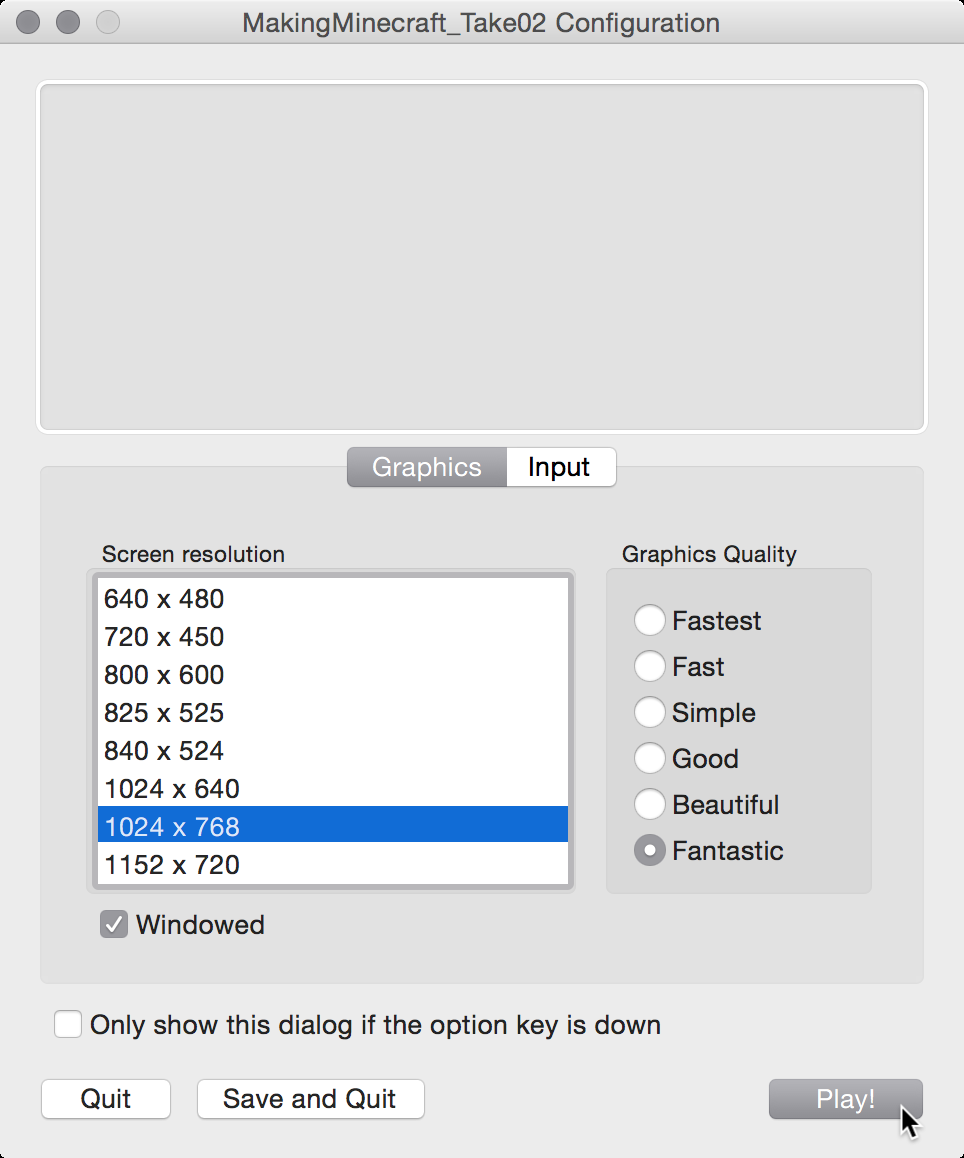 MakingMinecraft_Take02 Configuration
Graphics Input
Screen resolution
640 x 480
720 x 450
800 x 600
825 x 525
840 x 524
1024 x 640
1024 x 768
1152 x 720
Windowed
Graphics Quality
Fastest
Fast
Simple
Good
Beautiful
Fantastic
Only show this dialog if the option key is down
Quit Save and Quit Play!